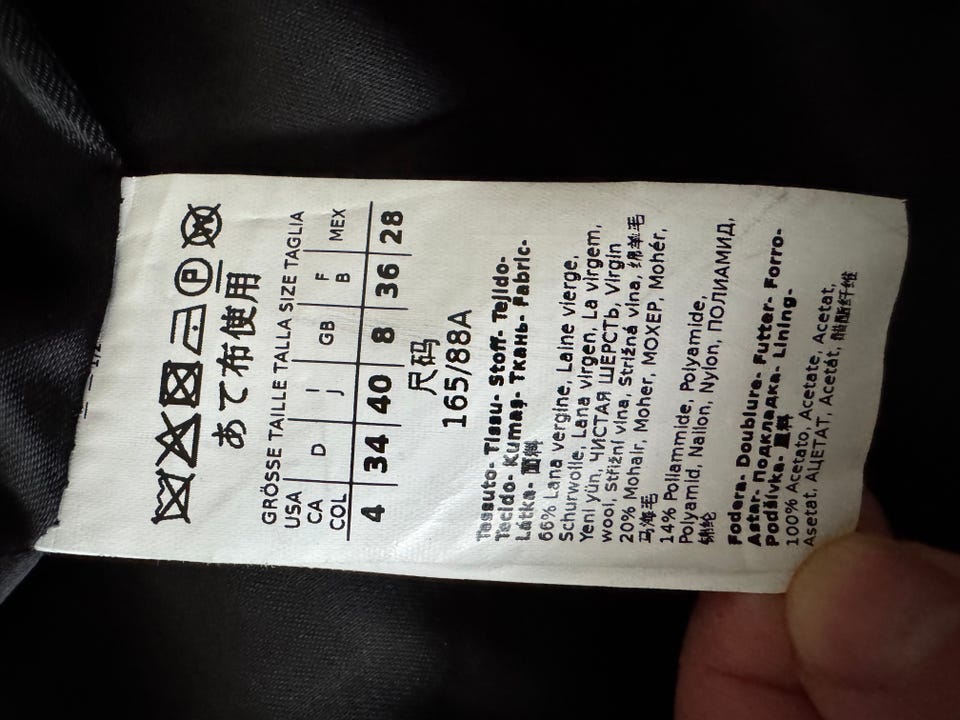 あて布使用
GRÖSSE TAILLE TALLA SIZE TAGLIA
USA CA COL D J GB F B MEX
4 34 40 8 36 28
尺码
165/88A
Tessuto- Tissu- Stoff- Tejido-
Tecido- Kumaş- Ткань- Fabric-
Látka- 面料
66% Lana vergine, Laine vierge,
Schurwolle, Lana virgen, La virgem,
Yeni yün, ЧИСТАЯ ШЕРСТЬ, Virgin
wool, Střižní vlna, Strižná vlna, 绵羊毛
20% Mohair, Moher, MOXEP, Mohér,
马海毛
14% Poliammide, Polyamide,
Polyamid, Nailon, Nylon, ПОЛИАМИД,
锦纶
Fodera- Doublure- Futter- Forro-
Astar- подкладка- Lining-
Podšívka- 里料
100% Acetato, Acetate, Acetat,
Asetat, АЦЕТАТ, Acetát, 醋酯纤维